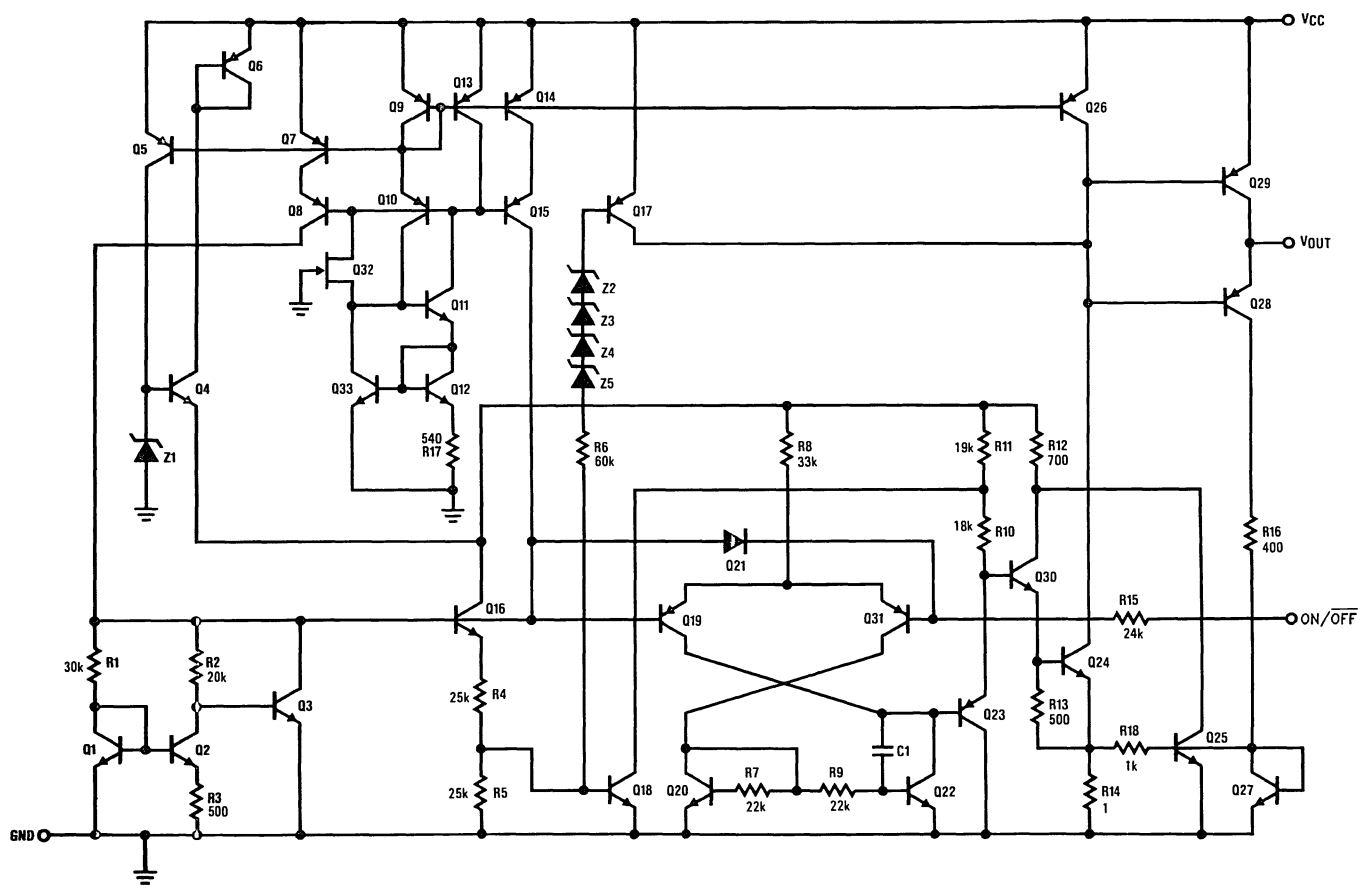 VCC
Q6
Q13
Q9
Q14
Q26
Q5
Q7
Q29
Q8
Q10
Q15
Q17
VOUT
Q32
Z2
Q28
Q11
Z3
Z4
Q4
Q33
Q12
Z5
Z1
540
R17
R6
60k
R8
33k
19k
R11
R12
700
18k
R10
R16
400
Q21
Q30
Q16
Q19
Q31
R15
24k
ON/OFF
30k
R1
R2
20k
Q3
25k
R4
Q24
R13
500
Q23
R18
1k
Q25
Q1
Q2
C1
R3
500
25k
R5
Q18
Q20
R7
22k
R9
22k
Q22
R14
1
Q27
GND